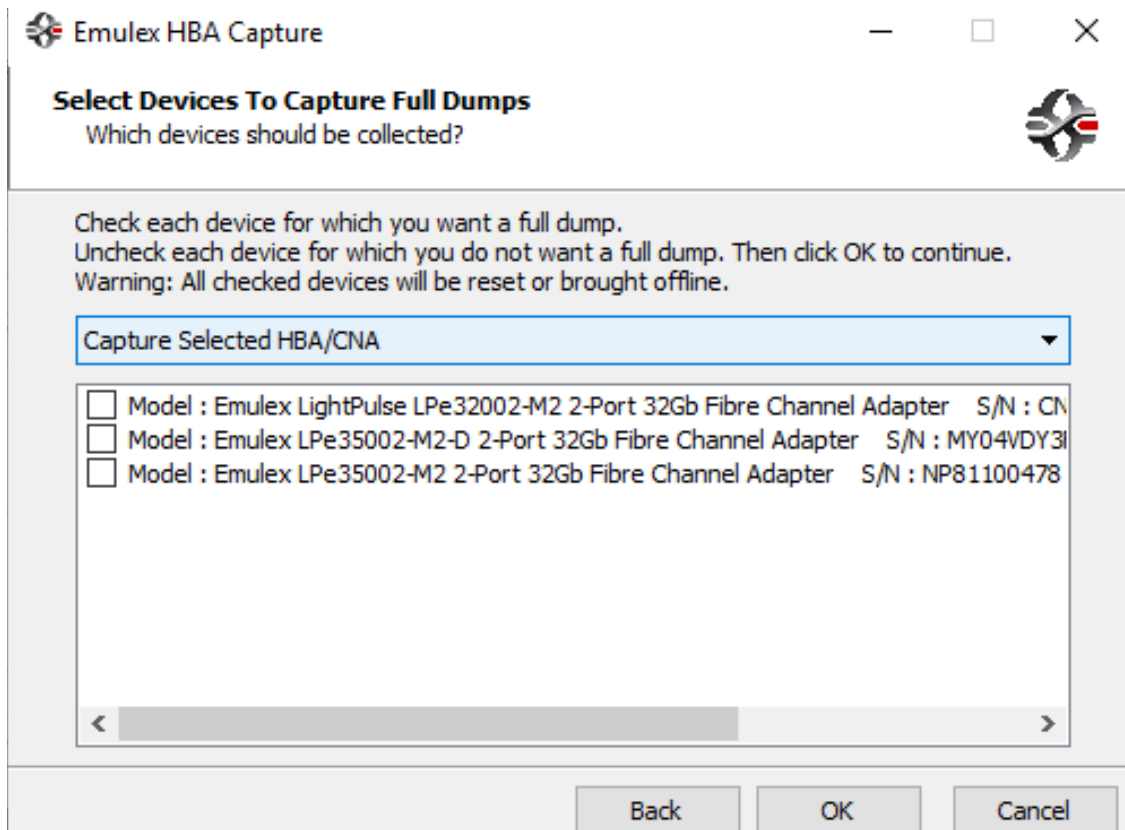 Emulex HBA Capture
Select Devices To Capture Full Dumps
Which devices should be collected?
Check each device for which you want a full dump.
Uncheck each device for which you do not want a full dump. Then click OK to continue.
Warning: All checked devices will be reset or brought offline.
Capture Selected HBA/CNA
Model : Emulex LightPulse LPe32002-M2 2-Port 32Gb Fibre Channel Adapter S/N : CN
Model : Emulex LPe35002-M2-D 2-Port 32Gb Fibre Channel Adapter S/N : MY04VDY3
Model : Emulex LPe35002-M2 2-Port 32Gb Fibre Channel Adapter S/N : NP81100478
Back OK Cancel